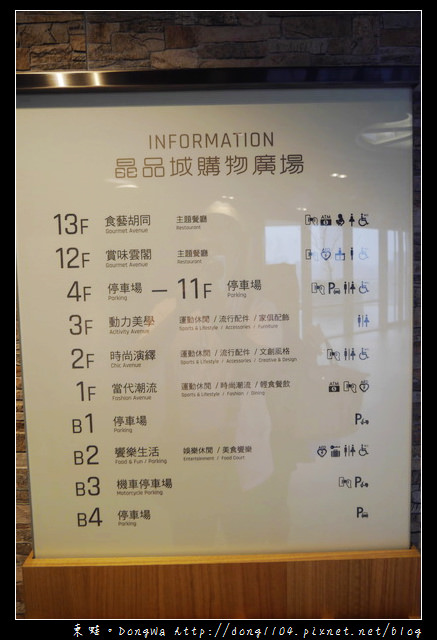 INFORMATION
晶品城購物廣場
13F 食藝胡同 主題餐廳
Gourmet Avenue Restaurant
12F 賞味雲閣 主題餐廳
Gourmet Avenue Restaurant
4F 停車場 — 11F 停車場
Parking Parking
3F 動力美學 運動休閒 / 流行配件 / 家俱配飾
Activity Avenue Sports & Lifestyle / Accessories / Furniture
2F 時尚演繹 運動休閒 / 流行配件 / 文創風格
Chic Avenue Sports & Lifestyle / Accessories / Creative & Design
1F 當代潮流 運動休閒 / 時尚潮流 / 輕食餐飲
Fashion Avenue Sports & Lifestyle / Fashion / Dining
B1 停車場
Parking
B2 饗樂生活 娛樂休閒 / 美食饗樂
Food & Fun / Parking Entertainment / Food Court
B3 機車停車場
Motorcycle Parking
B4 停車場
Parking
東蛙。DongWa http://dong1104.pixnet.net/blog